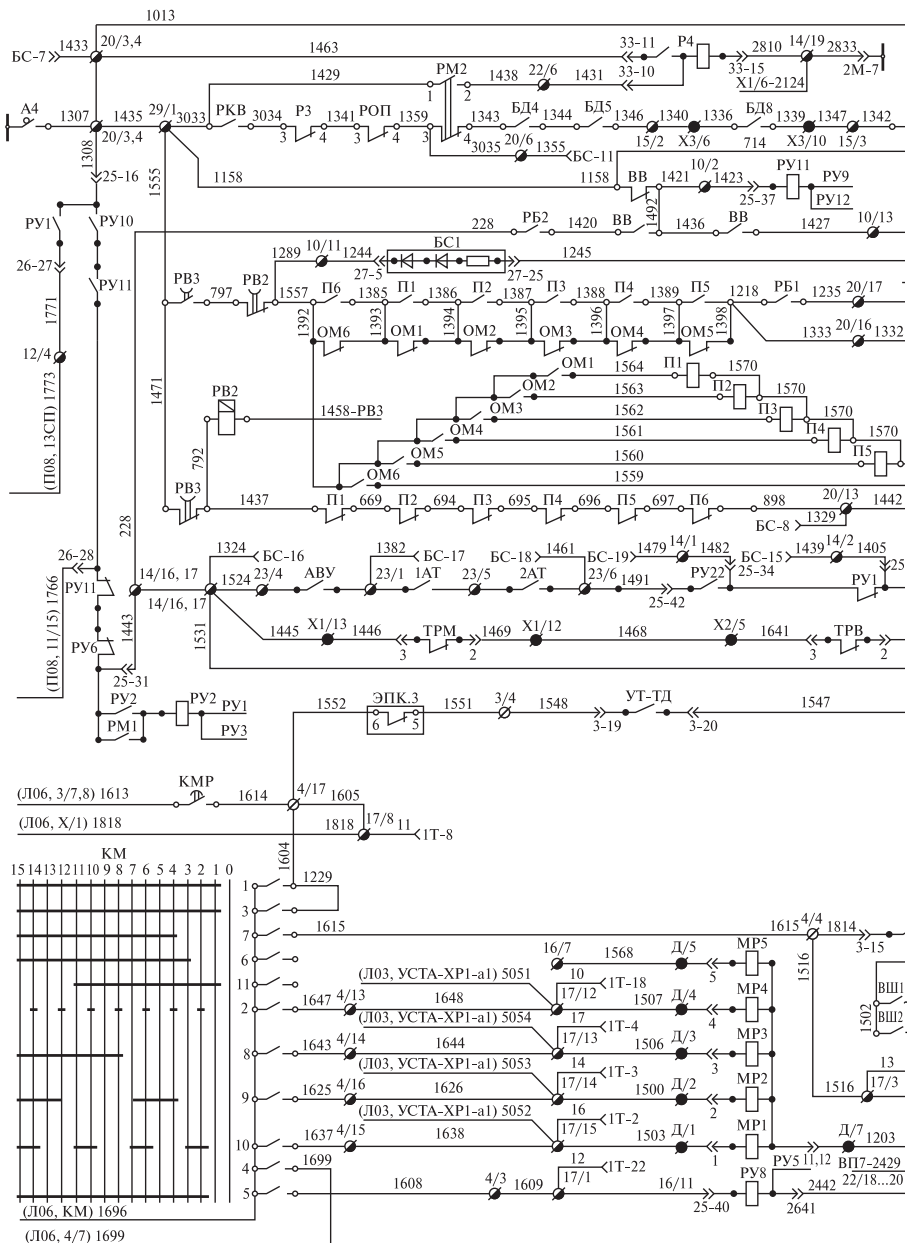 1013
БС-7 1433 20/3,4 1463 33-11 Р4 2810 14/19 2833
33-15 2М-7
1429 РМ2 1438 22/6 1431 33-10 Х1/6-2124
1 2
А4 1307 1435 29/1 3033 РКВ 3034 Р3 1341 РОП 1359 1343 БД4 1344 БД5 1346 1340 1336 БД8 1339 1347 1342
3 4 3 4 3 4
20/3,4 20/6 15/2 Х3/6 714 Х3/10 15/3
1308 3035 1355 БС-11
25-16 1555 1158 1158 ВВ 1421 10/2 1423 РУ11 РУ9
25-37 РУ12
РУ1 РУ10 228 РБ2 1420 ВВ 1492 1436 ВВ 1427 10/13
26-27 1289 10/11 1244 БС1 1245
27-5 27-25
РУ11 РВ3 797 РВ2 1557 П6 1385 П1 1386 П2 1387 П3 1388 П4 1389 П5 1218 РБ1 1235 20/17
1771 1392 1393 1394 1395 1396 1397 1398
ОМ6 ОМ1 ОМ2 ОМ3 ОМ4 ОМ5 1333 20/16 1332
12/4
(П08, 13СП) 1773
1471 ОМ1 1564 П1 1570
РВ2 ОМ2 1563 П2 1570
1458-РВ3 ОМ3 1562 П3 1570
ОМ4 1561 П4 1570
792 ОМ5 1560 П5
ОМ6 1559
РВ3 1437 П1 669 П2 694 П3 695 П4 696 П5 697 П6 898 20/13 1442
228 БС-8 1329
26-28 1324 БС-16 1382 БС-17 БС-18 1461 БС-19 1479 14/1 1482 БС-15 1439 14/2 1405
РУ11 14/16, 17 1524 23/4 АВУ 23/1 1АТ 23/5 2АТ 23/6 1491 РУ22 25-34 РУ1 25
14/16, 17 25-42
(П08, 11/15) 1766
РУ6 1443 1531 1445 Х1/13 1446 ТРМ 1469 Х1/12 1468 Х2/5 1641 ТРВ
3 2 3 2
25-31
РУ2 РУ2 РУ1 1552 ЭПК.3 1551 3/4 1548 УТ-ТД 1547
6 5 3-19 3-20
РМ1 РУ3
КМР
(Л06, 3/7,8) 1613 1614 4/17 1605
(Л06, Х/1) 1818 1818 17/8 11 1Т-8
КМ 1604
15 14 13 12 11 10 9 8 7 6 5 4 3 2 1 0
1 1229
3
7 1615 1615 4/4 1814
3-15
6 16/7 1568 Д/5 МР5 1516
5
(Л03, УСТА-ХР1-а1) 5051 10 1Т-18
11 ВШ1
2 1647 4/13 1648 17/12 1507 Д/4 МР4 1502 ВШ2
4
(Л03, УСТА-ХР1-а1) 5054 17 1Т-4
8 1643 4/14 1644 17/13 1506 Д/3 МР3
3
(Л03, УСТА-ХР1-а1) 5053 14 1Т-3 13
9 1625 4/16 1626 17/14 1500 Д/2 МР2 1516 17/3
2
(Л03, УСТА-ХР1-а1) 5052 16 1Т-2
10 1637 4/15 1638 17/15 1503 Д/1 МР1 Д/7 1203
1 11,12
4 1699 12 1Т-22 РУ5 ВП7-2429
5 1608 4/3 1609 17/1 16/11 РУ8 2442 22/18...20
25-40 2641
(Л06, КМ) 1696
(Л06, 4/7) 1699